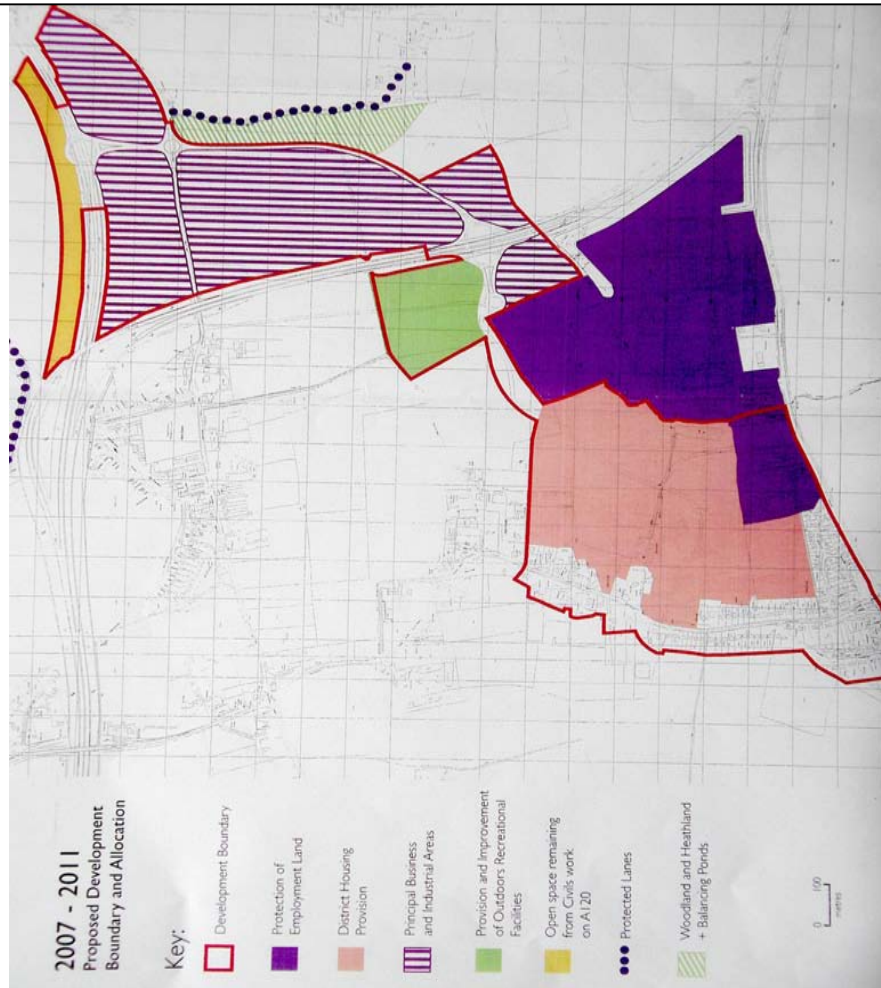 2007 - 2011
Proposed Development
Boundary and Allocation
Key:
Development Boundary
Protection of
Employment Land
District Housing
Provision
Principal Business
and Industrial Areas
Provision and Improvement
of Outdoors Recreational
Facilities
Open space remaining
from Civils work
on A120
Protected Lanes
Woodland and Heathland
+ Balancing Ponds
0 100
metres